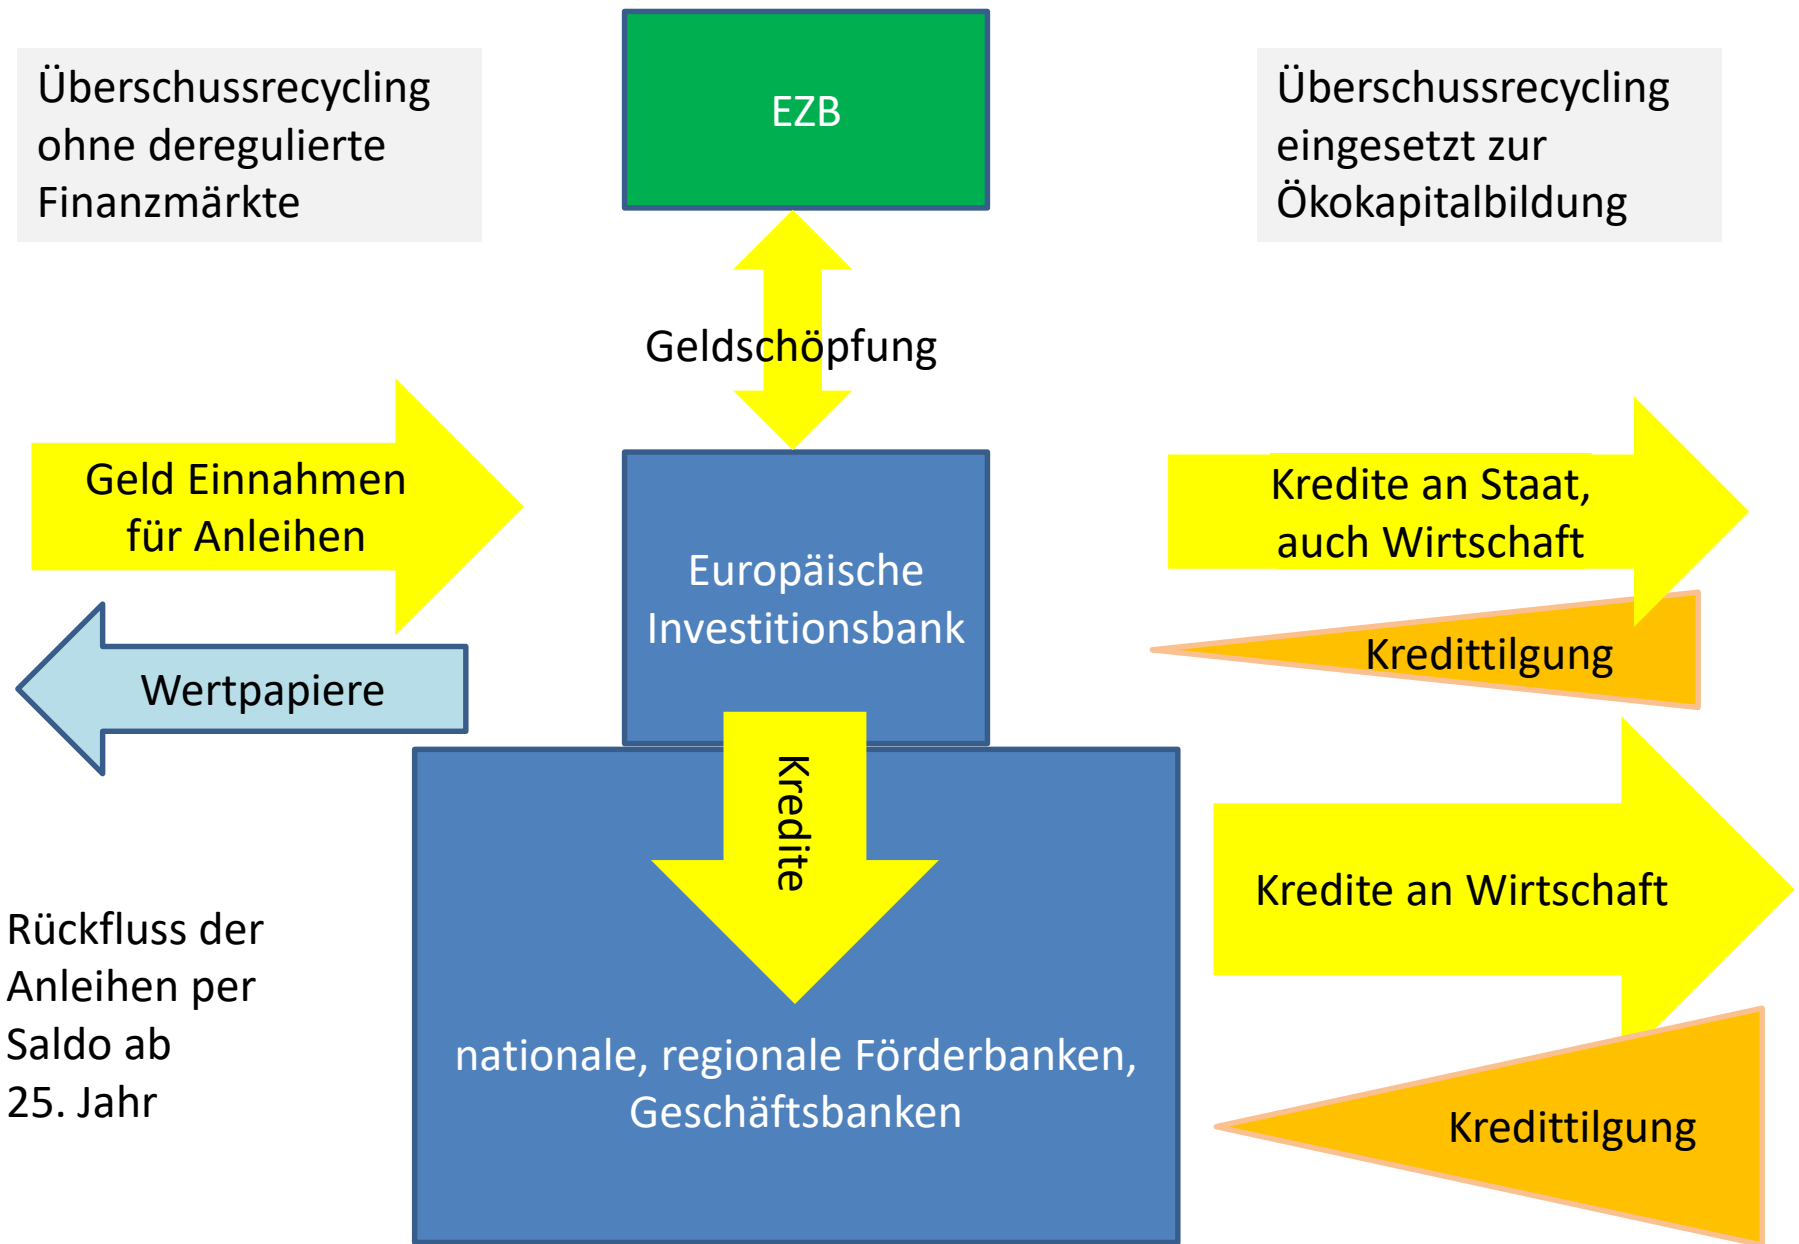 Überschussrecycling
ohne deregulierte
Finanzmärkte
EZB
Überschussrecycling
eingesetzt zur
Ökokapitalbildung
Geldschöpfung
Geld Einnahmen
für Anleihen
Wertpapiere
Europäische
Investitionsbank
Kredite an Staat,
auch Wirtschaft
Kredittilgung
Kredite
Kredite an Wirtschaft
Rückfluss der
Anleihen per
Saldo ab
25. Jahr
nationale, regionale Förderbanken,
Geschäftsbanken
Kredittilgung